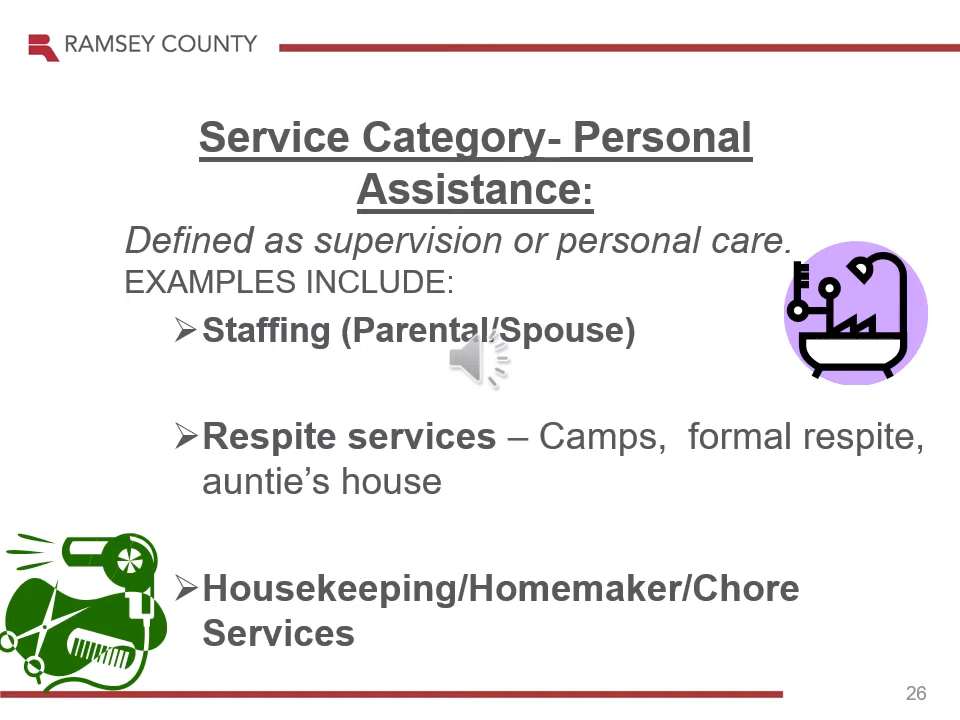 RAMSEY COUNTY
Service Category- Personal
Assistance:
Defined as supervision or personal care.
EXAMPLES INCLUDE:
➢Staffing (Parental/Spouse)
➢Respite services – Camps,  formal respite,
auntie’s house
➢Housekeeping/Homemaker/Chore
Services
26